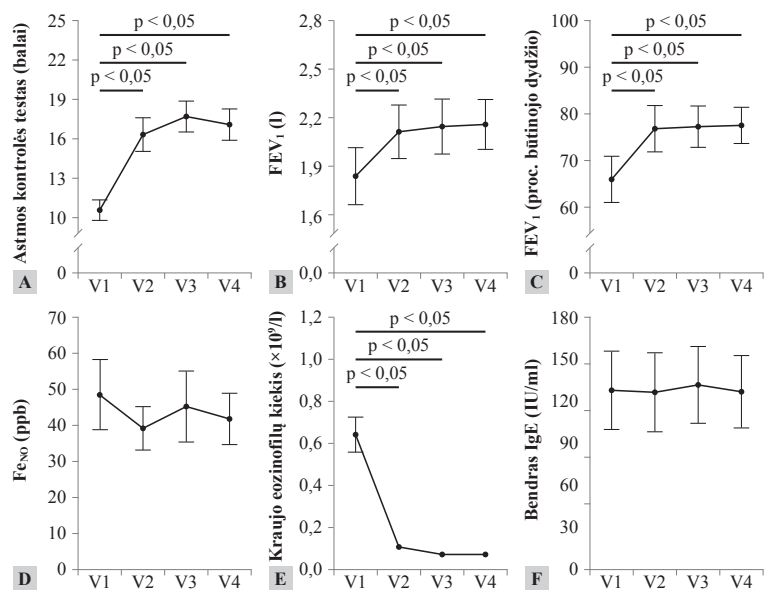 Astmos kontrolės testas (balai)
25
22
19
16
13
10
0
p < 0,05
p < 0,05
p < 0,05
V1 V2 V3 V4
A
FEV₁ (l)
2,8
2,5
2,2
1,9
1,6
0,0
p < 0,05
p < 0,05
p < 0,05
V1 V2 V3 V4
B
FEV₁ (proc. būtinojo dydžio)
100
90
80
70
60
0
p < 0,05
p < 0,05
p < 0,05
V1 V2 V3 V4
C
Fe_NO (ppb)
70
60
50
40
30
20
10
0
V1 V2 V3 V4
D
Kraujo eozinofilų kiekis (×10⁹/l)
1,2
1,0
0,8
0,6
0,4
0,2
0,0
p < 0,05
p < 0,05
p < 0,05
V1 V2 V3 V4
E
Bendras IgE (IU/ml)
180
150
120
90
60
30
0
V1 V2 V3 V4
F